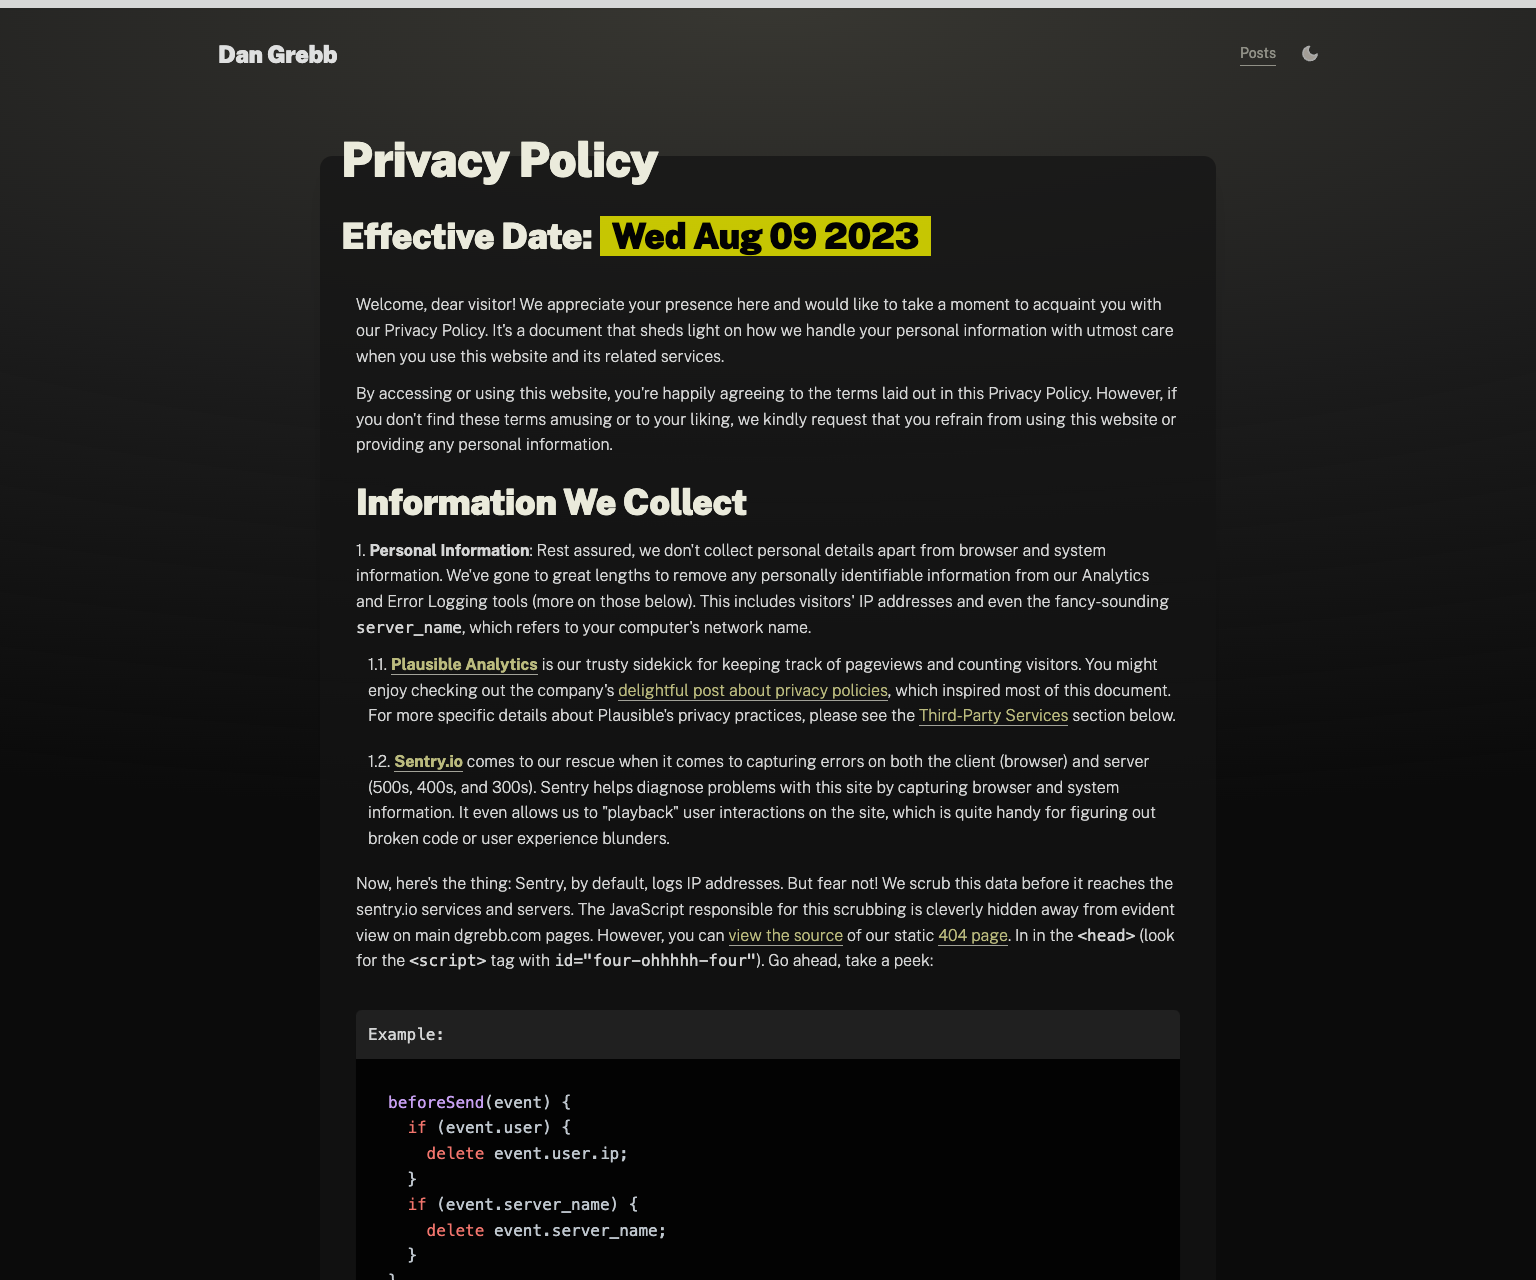 Dan Grebb
Posts
Privacy Policy
Effective Date: Wed Aug 09 2023
Welcome, dear visitor! We appreciate your presence here and would like to take a moment to acquaint you with
our Privacy Policy. It's a document that sheds light on how we handle your personal information with utmost care
when you use this website and its related services.
By accessing or using this website, you're happily agreeing to the terms laid out in this Privacy Policy. However, if
you don't find these terms amusing or to your liking, we kindly request that you refrain from using this website or
providing any personal information.
Information We Collect
1. Personal Information: Rest assured, we don't collect personal details apart from browser and system
information. We've gone to great lengths to remove any personally identifiable information from our Analytics
and Error Logging tools (more on those below). This includes visitors' IP addresses and even the fancy-sounding
server_name, which refers to your computer's network name.
1.1. Plausible Analytics is our trusty sidekick for keeping track of pageviews and counting visitors. You might
enjoy checking out the company's delightful post about privacy policies, which inspired most of this document.
For more specific details about Plausible's privacy practices, please see the Third-Party Services section below.
1.2. Sentry.io comes to our rescue when it comes to capturing errors on both the client (browser) and server
(500s, 400s, and 300s). Sentry helps diagnose problems with this site by capturing browser and system
information. It even allows us to "playback" user interactions on the site, which is quite handy for figuring out
broken code or user experience blunders.
Now, here's the thing: Sentry, by default, logs IP addresses. But fear not! We scrub this data before it reaches the
sentry.io services and servers. The JavaScript responsible for this scrubbing is cleverly hidden away from evident
view on main dgrebb.com pages. However, you can view the source of our static 404 page. In in the <head> (look
for the <script> tag with id="four-ohhhhh-four"). Go ahead, take a peek:
Example:
beforeSend(event) {
if (event.user) {
delete event.user.ip;
}
if (event.server_name) {
delete event.server_name;
}
}